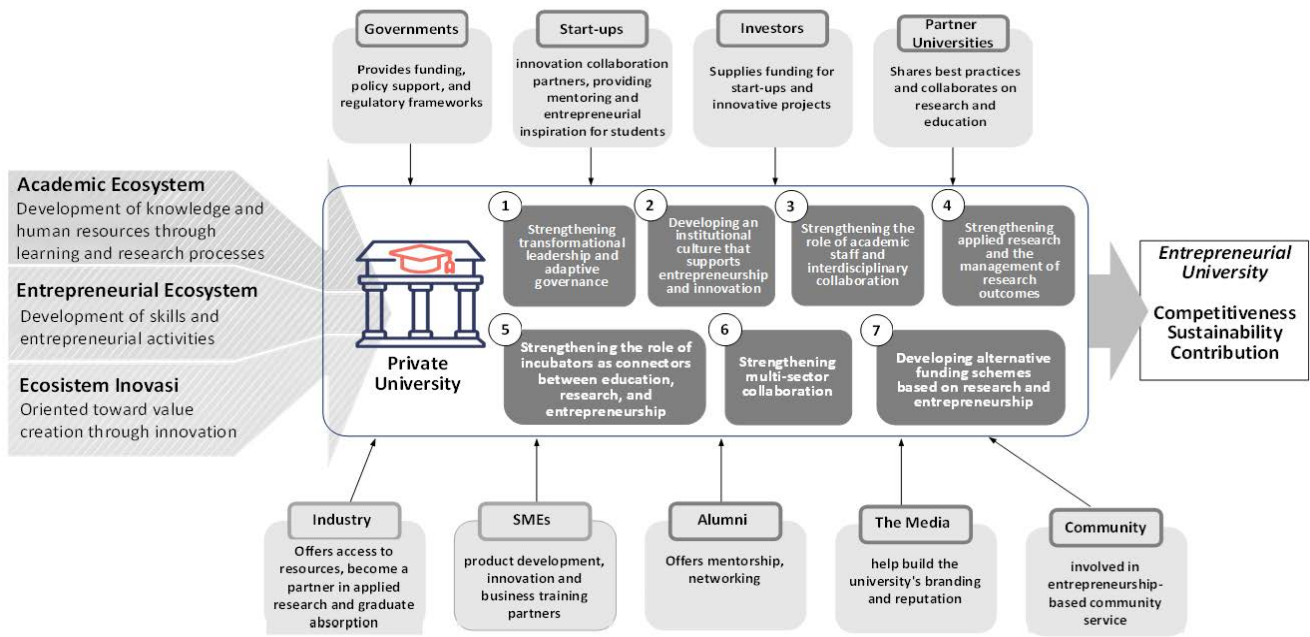 Governments
Provides funding,
policy support, and
regulatory frameworks
Start-ups
innovation collaboration
partners, providing
mentoring and
entrepreneurial
inspiration for students
Investors
Supplies funding for
start-ups and
innovative projects
Partner
Universities
Shares best practices
and collaborates on
research and
education
Academic Ecosystem
Development of knowledge and
human resources through
learning and research processes
Entrepreneurial Ecosystem
Development of skills and
entrepreneurial activities
Ecosistem Inovasi
Oriented toward value
creation through innovation
Private
University
1
Strengthening
transformational
leadership and
adaptive
governance
2
Developing an
institutional
culture that
supports
entrepreneurship
and innovation
3
Strengthening the
role of academic
staff and
interdisciplinary
collaboration
4
Strengthening
applied research
and the
management of
research
outcomes
5
Strengthening the role of
incubators as connectors
between education,
research, and
entrepreneurship
6
Strengthening
multi-sector
collaboration
7
Developing alternative
funding schemes
based on research and
entrepreneurship
Entrepreneurial
University
Competitiveness
Sustainability
Contribution
Industry
Offers access to
resources, become a
partner in applied
research and graduate
absorption
SMEs
product development,
innovation and
business training
partners
Alumni
Offers mentorship,
networking
The Media
help build the
university's branding
and reputation
Community
involved in
entrepreneurship-
based community
service